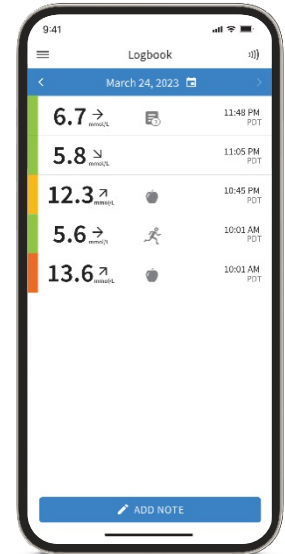 9:41
Logbook
March 24, 2023
6.7 → mmol/L 11:48 PM
PDT
5.8 ↘ mmol/L 11:05 PM
PDT
12.3 ↗ mmol/L 10:45 PM
PDT
5.6 → mmol/L 10:01 AM
PDT
13.6 ↗ mmol/L 10:01 AM
PDT
ADD NOTE